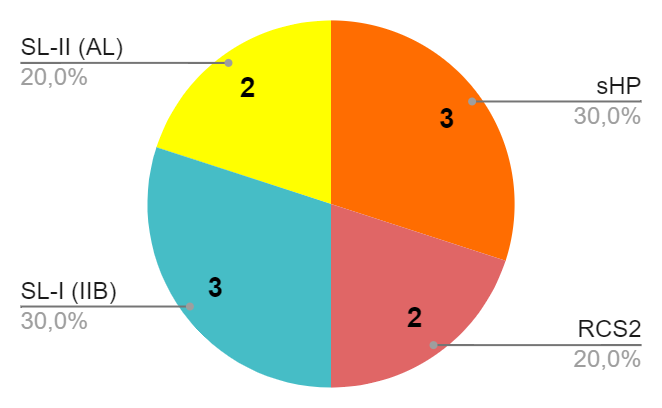 SL-II (AL)
20,0%
2
sHP
30,0%
3
SL-I (IIB)
30,0%
3
RCS2
20,0%
2